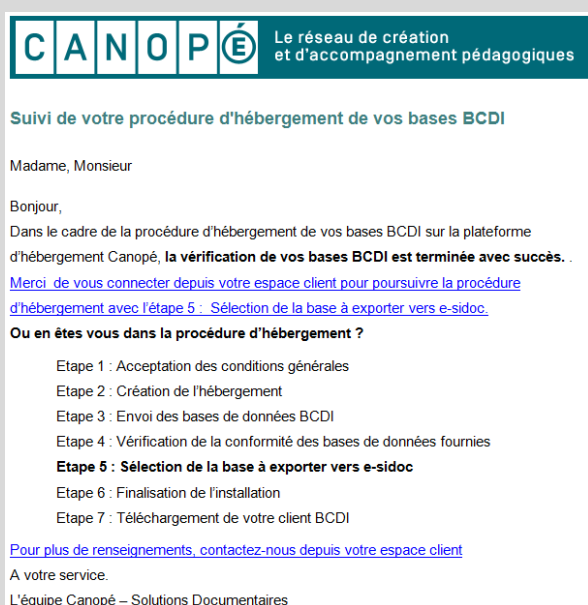 CANOPÉ
Le réseau de création
et d'accompagnement pédagogiques
Suivi de votre procédure d'hébergement de vos bases BCDI
Madame, Monsieur
Bonjour,
Dans le cadre de la procédure d'hébergement de vos bases BCDI sur la plateforme
d'hébergement Canopé, la vérification de vos bases BCDI est terminée avec succès. .
Merci  de vous connecter depuis votre espace client pour poursuivre la procédure
d'hébergement avec l'étape 5 :  Sélection de la base à exporter vers e-sidoc.
Ou en êtes vous dans la procédure d'hébergement ?
Etape 1 : Acceptation des conditions générales
Etape 2 : Création de l'hébergement
Etape 3 : Envoi des bases de données BCDI
Etape 4 : Vérification de la conformité des bases de données fournies
Etape 5 : Sélection de la base à exporter vers e-sidoc
Etape 6 : Finalisation de l'installation
Etape 7 : Téléchargement de votre client BCDI
Pour plus de renseignements, contactez-nous depuis votre espace client
A votre service.
L'équipe Canopé – Solutions Documentaires